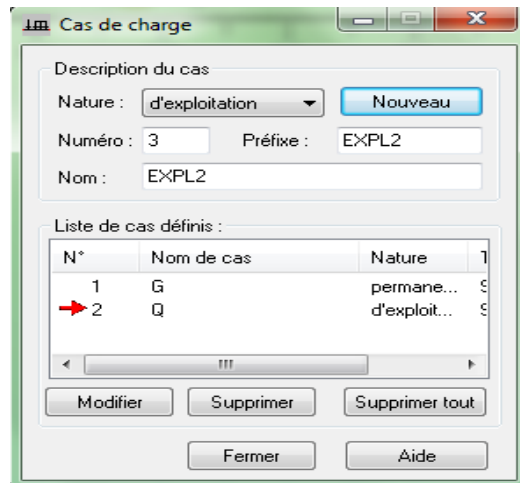 Cas de charge
Description du cas
Nature : d'exploitation Nouveau
Numéro : 3 Préfixe : EXPL2
Nom : EXPL2
Liste de cas définis :
N° Nom de cas Nature
1 G permane...
2 Q d'exploit...
Modifier Supprimer Supprimer tout
Fermer Aide